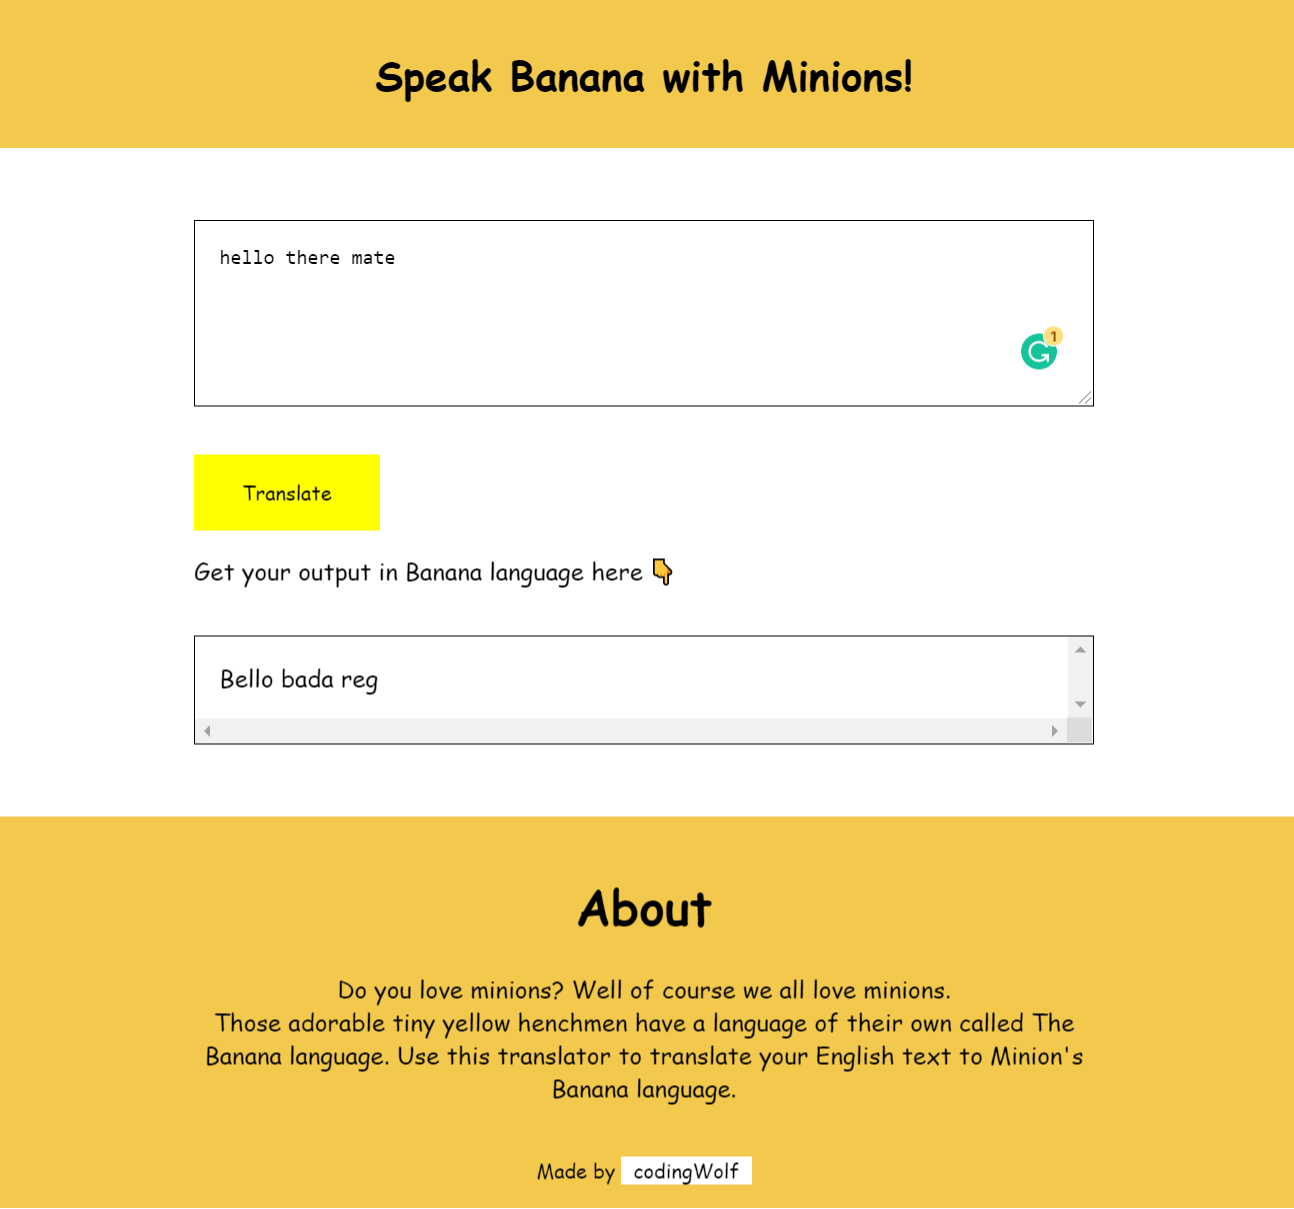 Speak Banana with Minions!
hello there mate
1
Translate
Get your output in Banana language here 👇
Bello bada reg
About
Do you love minions? Well of course we all love minions.
Those adorable tiny yellow henchmen have a language of their own called The
Banana language. Use this translator to translate your English text to Minion's
Banana language.
Made by codingWolf